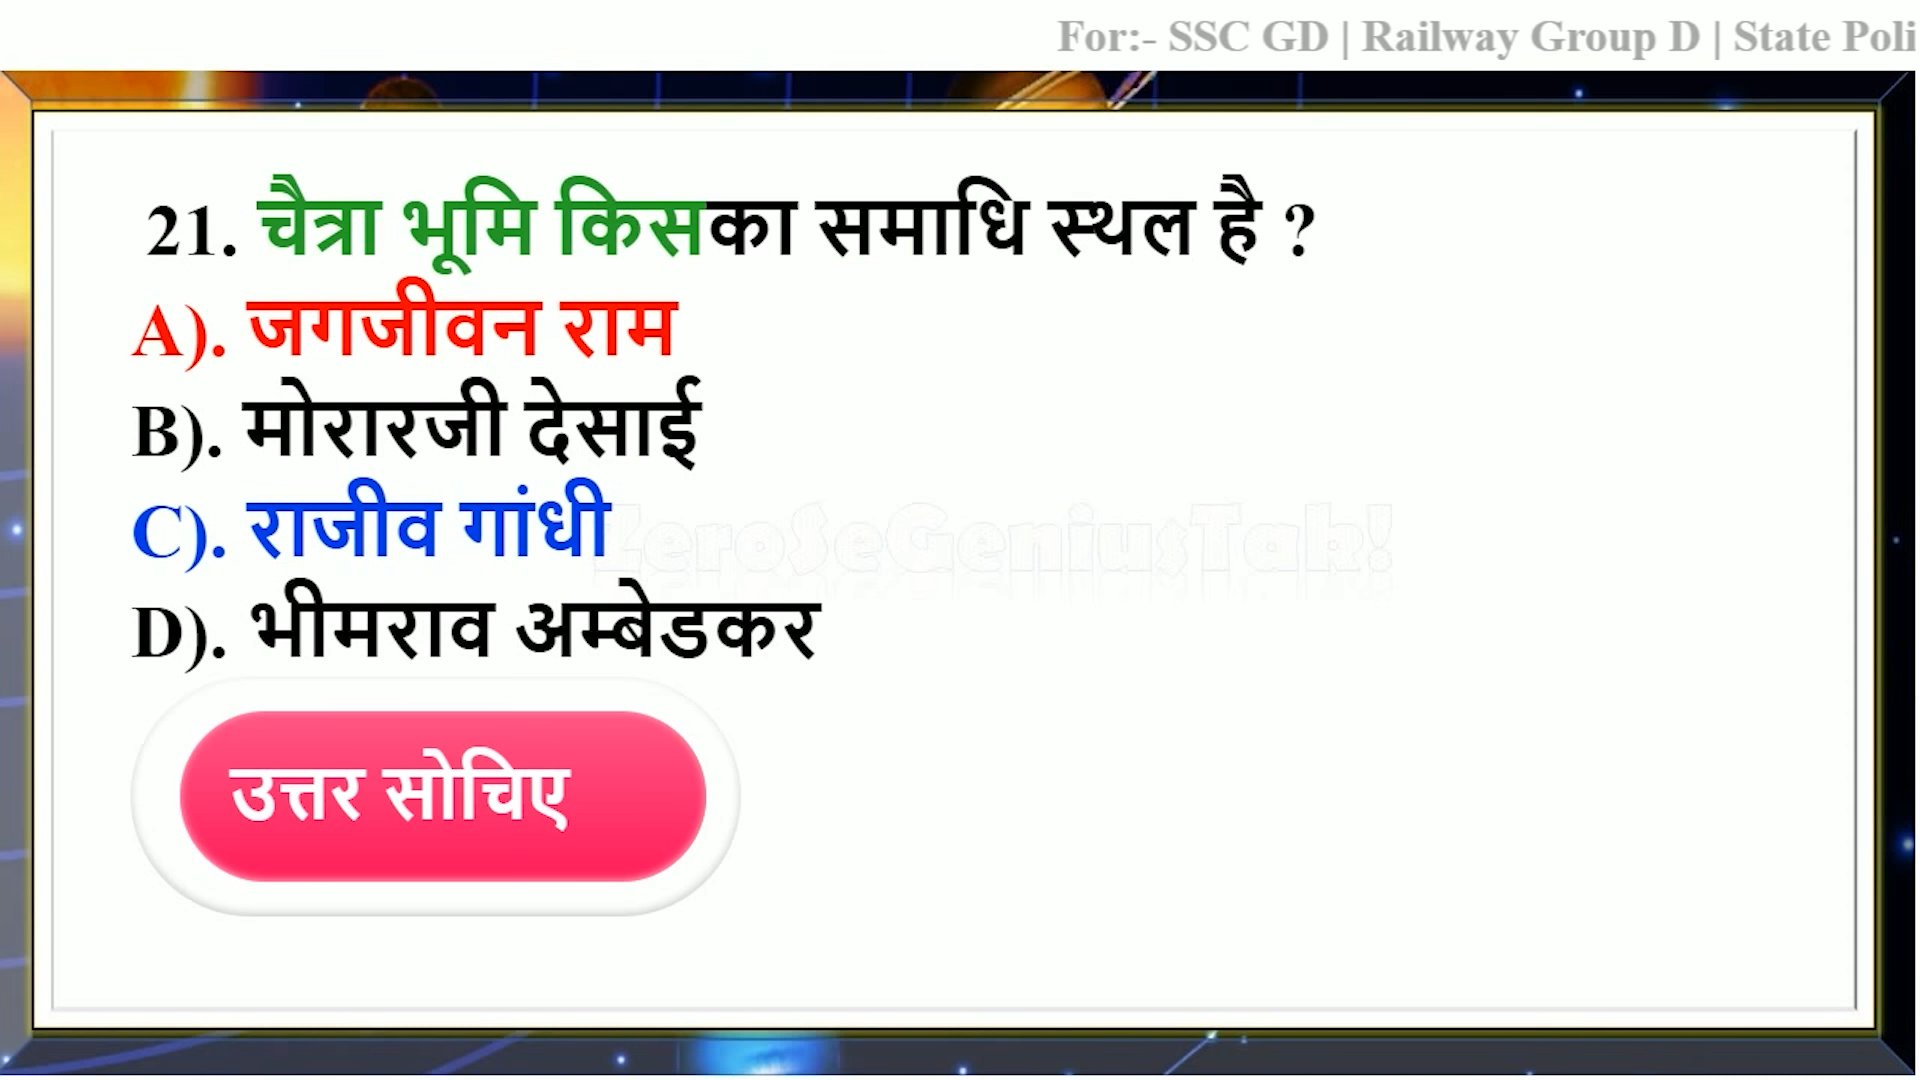 For:- SSC GD | Railway Group D | State Poli
21. चैत्रा भूमि किसका समाधि स्थल है ?
A). जगजीवन राम
B). मोरारजी देसाई
C). राजीव गांधी
ZeroSeGeniusTak!
D). भीमराव अम्बेडकर
उत्तर सोचिए